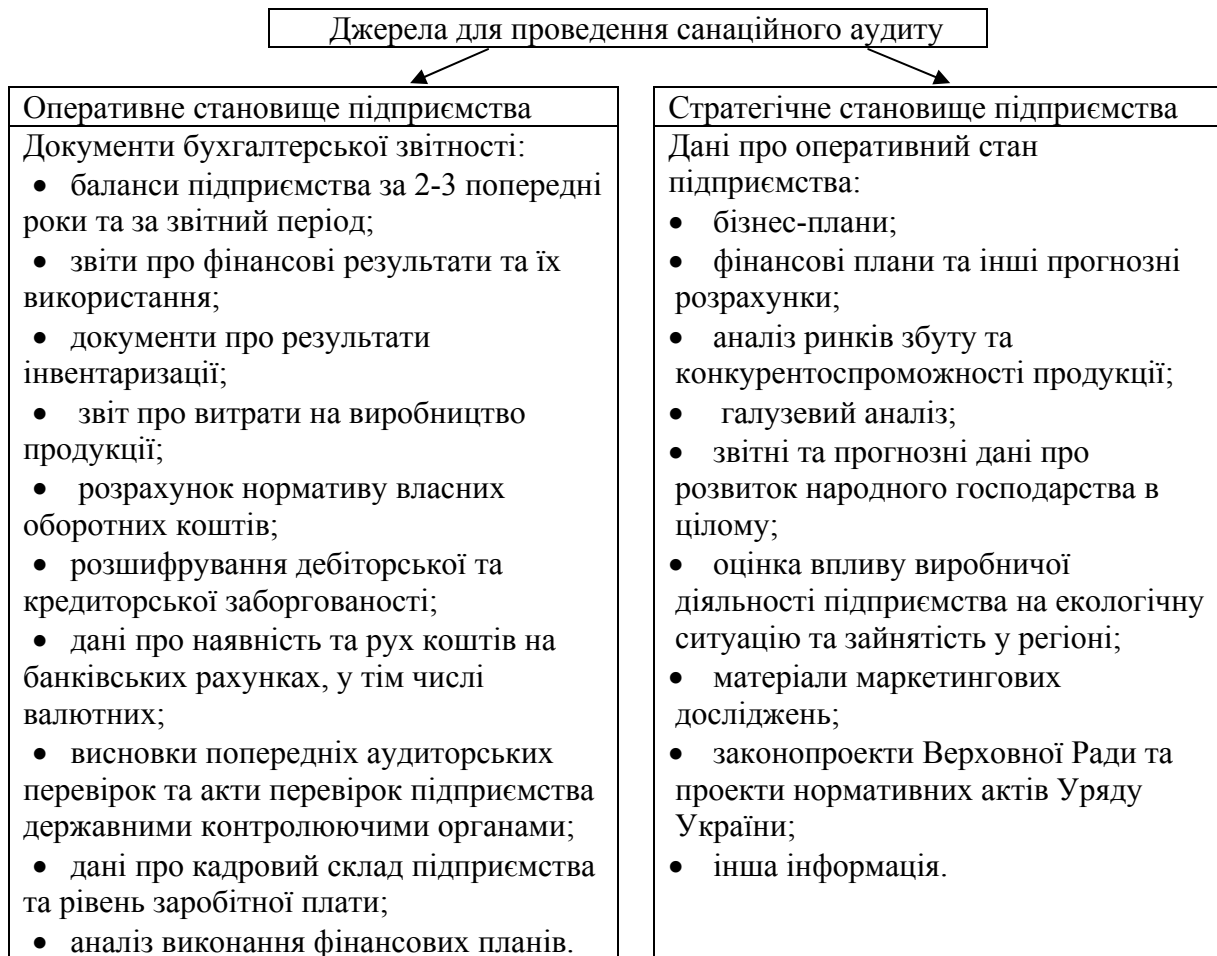 Джерела для проведення санаційного аудиту
Оперативне становище підприємства
Документи бухгалтерської звітності:
• баланси підприємства за 2-3 попередні
роки та за звітний період;
• звіти про фінансові результати та їх
використання;
• документи про результати
інвентаризації;
• звіт про витрати на виробництво
продукції;
• розрахунок нормативу власних
оборотних коштів;
• розшифрування дебіторської та
кредиторської заборгованості;
• дані про наявність та рух коштів на
банківських рахунках, у тім числі
валютних;
• висновки попередніх аудиторських
перевірок та акти перевірок підприємства
державними контролюючими органами;
• дані про кадровий склад підприємства
та рівень заробітної плати;
• аналіз виконання фінансових планів.
Стратегічне становище підприємства
Дані про оперативний стан
підприємства:
• бізнес-плани;
• фінансові плани та інші прогнозні
розрахунки;
• аналіз ринків збуту та
конкурентоспроможності продукції;
• галузевий аналіз;
• звітні та прогнозні дані про
розвиток народного господарства в
цілому;
• оцінка впливу виробничої
діяльності підприємства на екологічну
ситуацію та зайнятість у регіоні;
• матеріали маркетингових
досліджень;
• законопроекти Верховної Ради та
проекти нормативних актів Уряду
України;
• інша інформація.